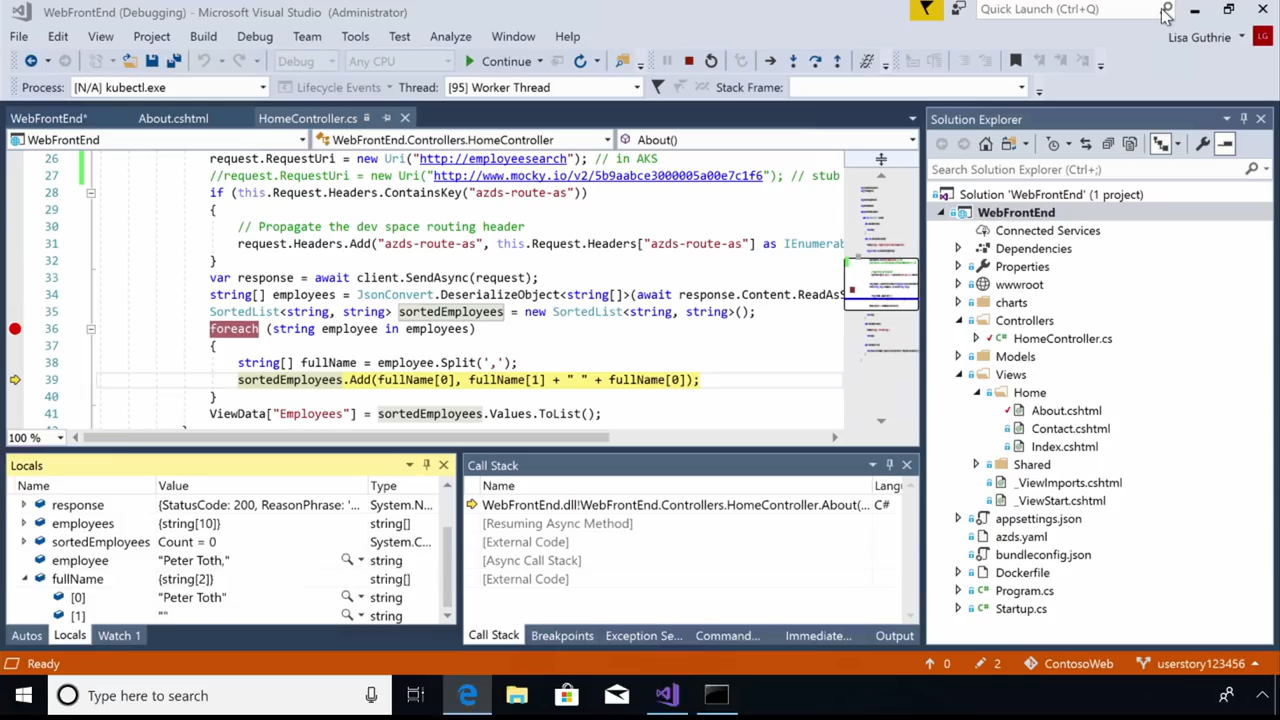 WebFrontEnd (Debugging) - Microsoft Visual Studio (Administrator)
Quick Launch (Ctrl+Q)
File Edit View Project Build Debug Team Tools Test Analyze Window Help
Lisa Guthrie LG
Debug Any CPU Continue
Process: [N/A] kubectl.exe Lifecycle Events Thread: [95] Worker Thread Stack Frame:
WebFrontEnd* About.cshtml HomeController.cs
WebFrontEnd WebFrontEnd.Controllers.HomeController About()
26 request.RequestUri = new Uri("http://employeesearch"); // in AKS
27 //request.RequestUri = new Uri("http://www.mocky.io/v2/5b9aabce3000005a00e7c1f6"); // stub
28 if (this.Request.Headers.ContainsKey("azds-route-as"))
29 {
30 // Propagate the dev space routing header
31 request.Headers.Add("azds-route-as", this.Request.Headers["azds-route-as"] as IEnumerab
32 }
33 var response = await client.SendAsync(request);
34 string[] employees = JsonConvert.DeserializeObject<string[]>(await response.Content.ReadAs
35 SortedList<string, string> sortedEmployees = new SortedList<string, string>();
36 foreach (string employee in employees)
37 {
38 string[] fullName = employee.Split(',');
39 sortedEmployees.Add(fullName[0], fullName[1] + " " + fullName[0]);
40 }
41 ViewData["Employees"] = sortedEmployees.Values.ToList();
100 %
Solution Explorer
Search Solution Explorer (Ctrl+;)
Solution 'WebFrontEnd' (1 project)
WebFrontEnd
Connected Services
Dependencies
Properties
wwwroot
charts
Controllers
HomeController.cs
Models
Views
Home
About.cshtml
Contact.cshtml
Index.cshtml
Shared
_ViewImports.cshtml
_ViewStart.cshtml
appsettings.json
azds.yaml
bundleconfig.json
Dockerfile
Program.cs
Startup.cs
Locals
Name Value Type
response {StatusCode: 200, ReasonPhrase: '... System.N...
employees {string[10]} string[]
sortedEmployees Count = 0 System.C...
employee "Peter Toth," string
fullName {string[2]} string[]
[0] "Peter Toth" string
[1] "" string
Autos Locals Watch 1
Call Stack
Name Lang
WebFrontEnd.dll!WebFrontEnd.Controllers.HomeController.About(... C#
[Resuming Async Method]
[External Code]
[Async Call Stack]
[External Code]
Call Stack Breakpoints Exception Se... Command... Immediate... Output
Ready 0 2 ContosoWeb userstory123456
Type here to search